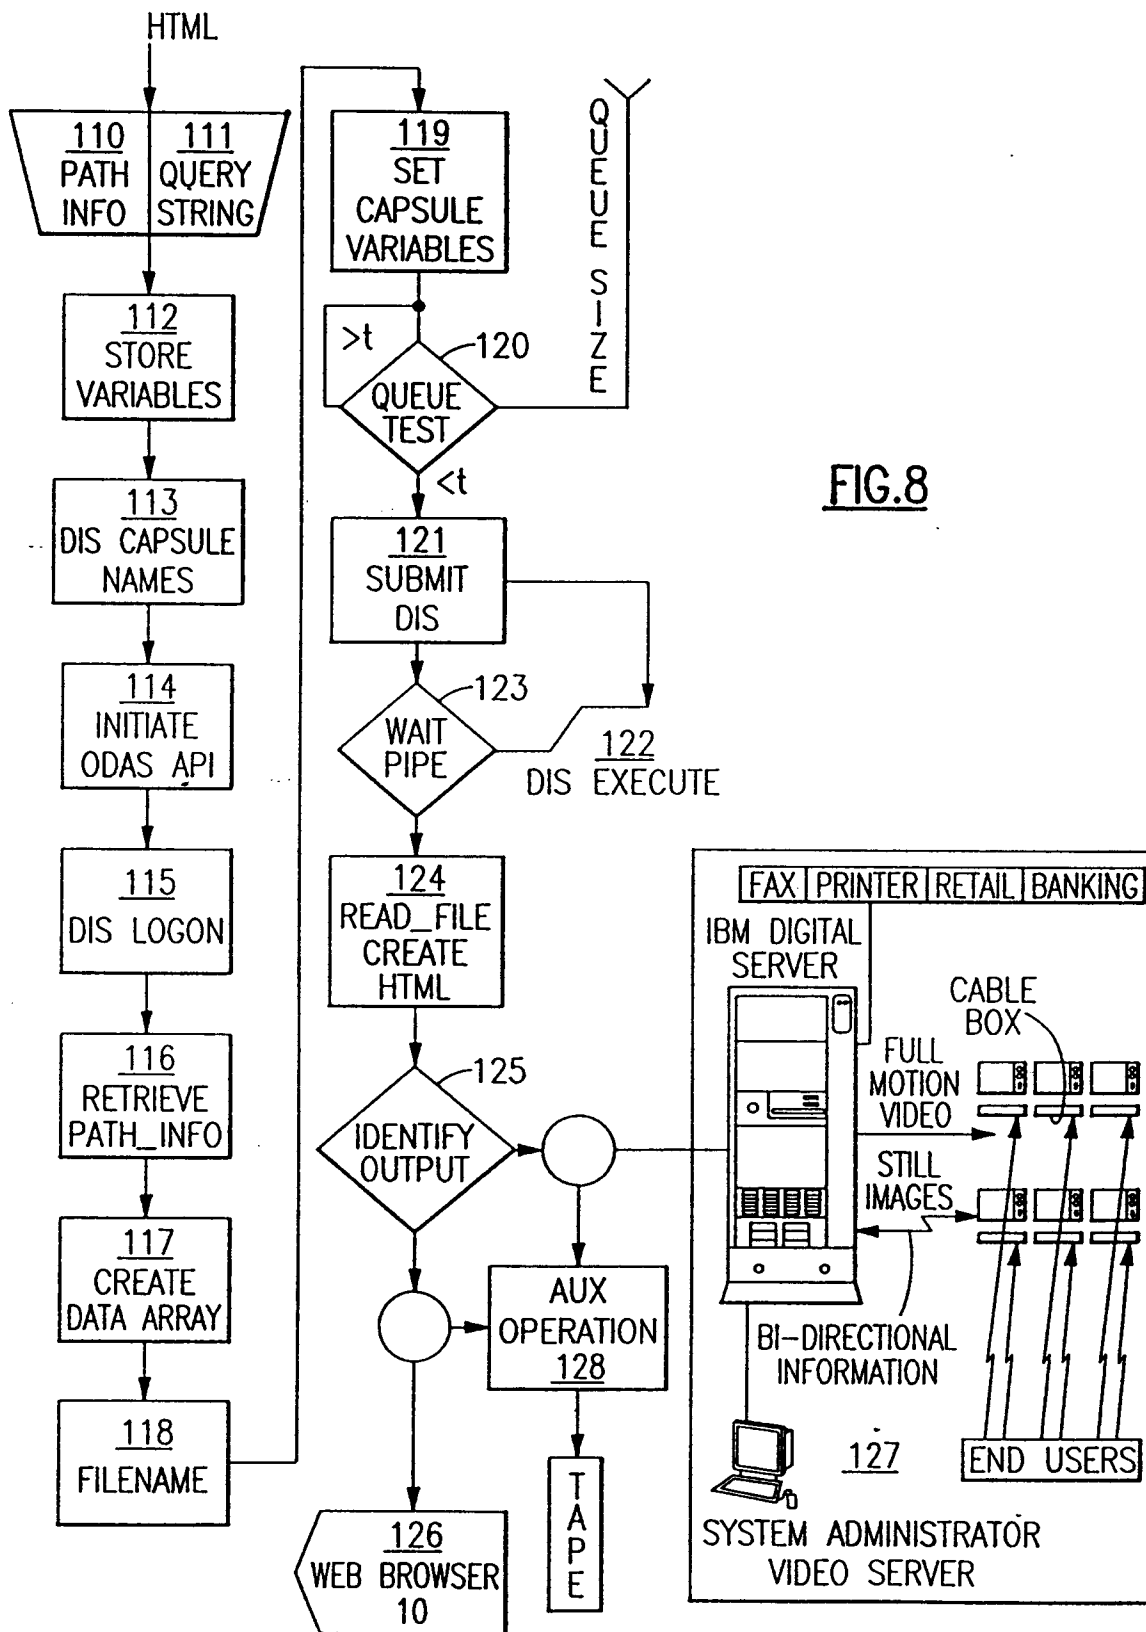 HTML
110
PATH
INFO
111
QUERY
STRING
112
STORE
VARIABLES
113
DIS CAPSULE
NAMES
114
INITIATE
ODAS API
115
DIS LOGON
116
RETRIEVE
PATH_INFO
117
CREATE
DATA ARRAY
118
FILENAME
119
SET
CAPSULE
VARIABLES
QUEUE SIZE
>t
120
QUEUE
TEST
<t
121
SUBMIT
DIS
123
WAIT
PIPE
122
DIS EXECUTE
124
READ_FILE
CREATE
HTML
125
IDENTIFY
OUTPUT
AUX
OPERATION
128
TAPE
126
WEB BROWSER
10
FIG.8
FAX PRINTER RETAIL BANKING
IBM DIGITAL
SERVER
CABLE
BOX
FULL
MOTION
VIDEO
STILL
IMAGES
BI-DIRECTIONAL
INFORMATION
127
END USERS
SYSTEM ADMINISTRATOR
VIDEO SERVER